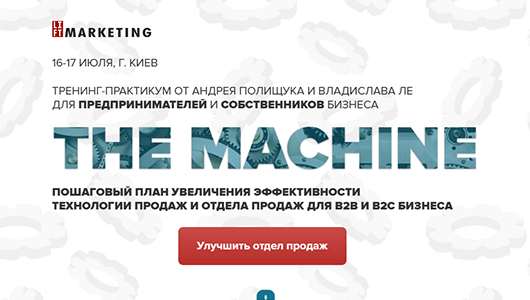 LIFT MARKETING
16-17 ИЮЛЯ, Г. КИЕВ
ТРЕНИНГ-ПРАКТИКУМ ОТ АНДРЕЯ ПОЛИЩУКА И ВЛАДИСЛАВА ЛЕ
ДЛЯ ПРЕДПРИНИМАТЕЛЕЙ И СОБСТВЕННИКОВ БИЗНЕСА
THE MACHINE
ПОШАГОВЫЙ ПЛАН УВЕЛИЧЕНИЯ ЭФФЕКТИВНОСТИ
ТЕХНОЛОГИИ ПРОДАЖ И ОТДЕЛА ПРОДАЖ ДЛЯ B2B И B2C БИЗНЕСА
Улучшить отдел продаж